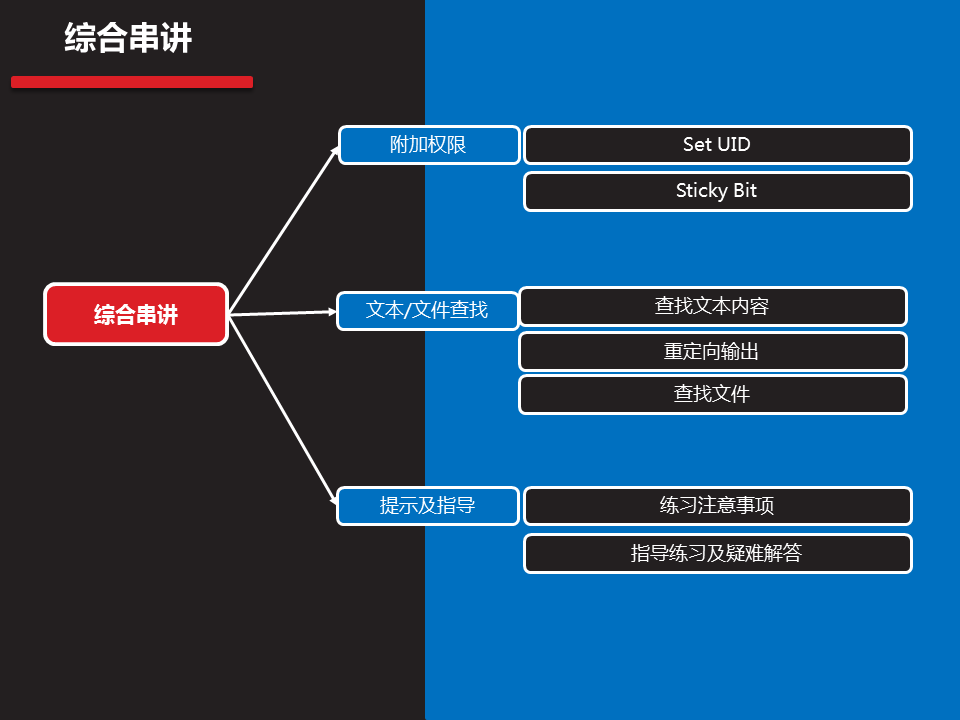 综合串讲
综合串讲
附加权限
Set UID
Sticky Bit
文本/文件查找
查找文本内容
重定向输出
查找文件
提示及指导
练习注意事项
指导练习及疑难解答